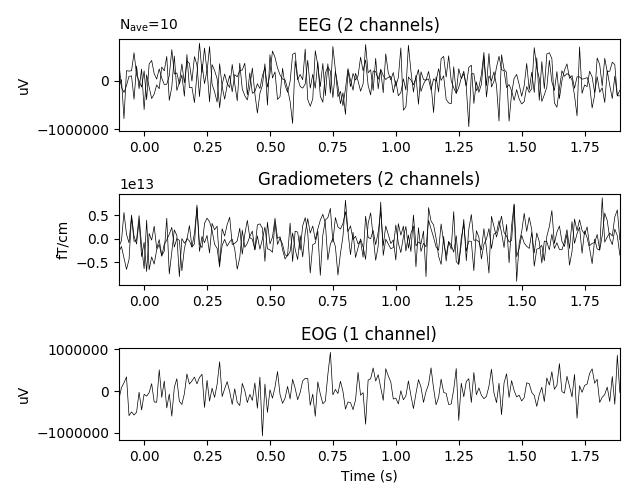 N_ave=10
EEG (2 channels)
uV
0
−1000000
0.00 0.25 0.50 0.75 1.00 1.25 1.50 1.75
1e13
Gradiometers (2 channels)
fT/cm
0.5
0.0
−0.5
0.00 0.25 0.50 0.75 1.00 1.25 1.50 1.75
EOG (1 channel)
uV
1000000
0
−1000000
0.00 0.25 0.50 0.75 1.00 1.25 1.50 1.75
Time (s)